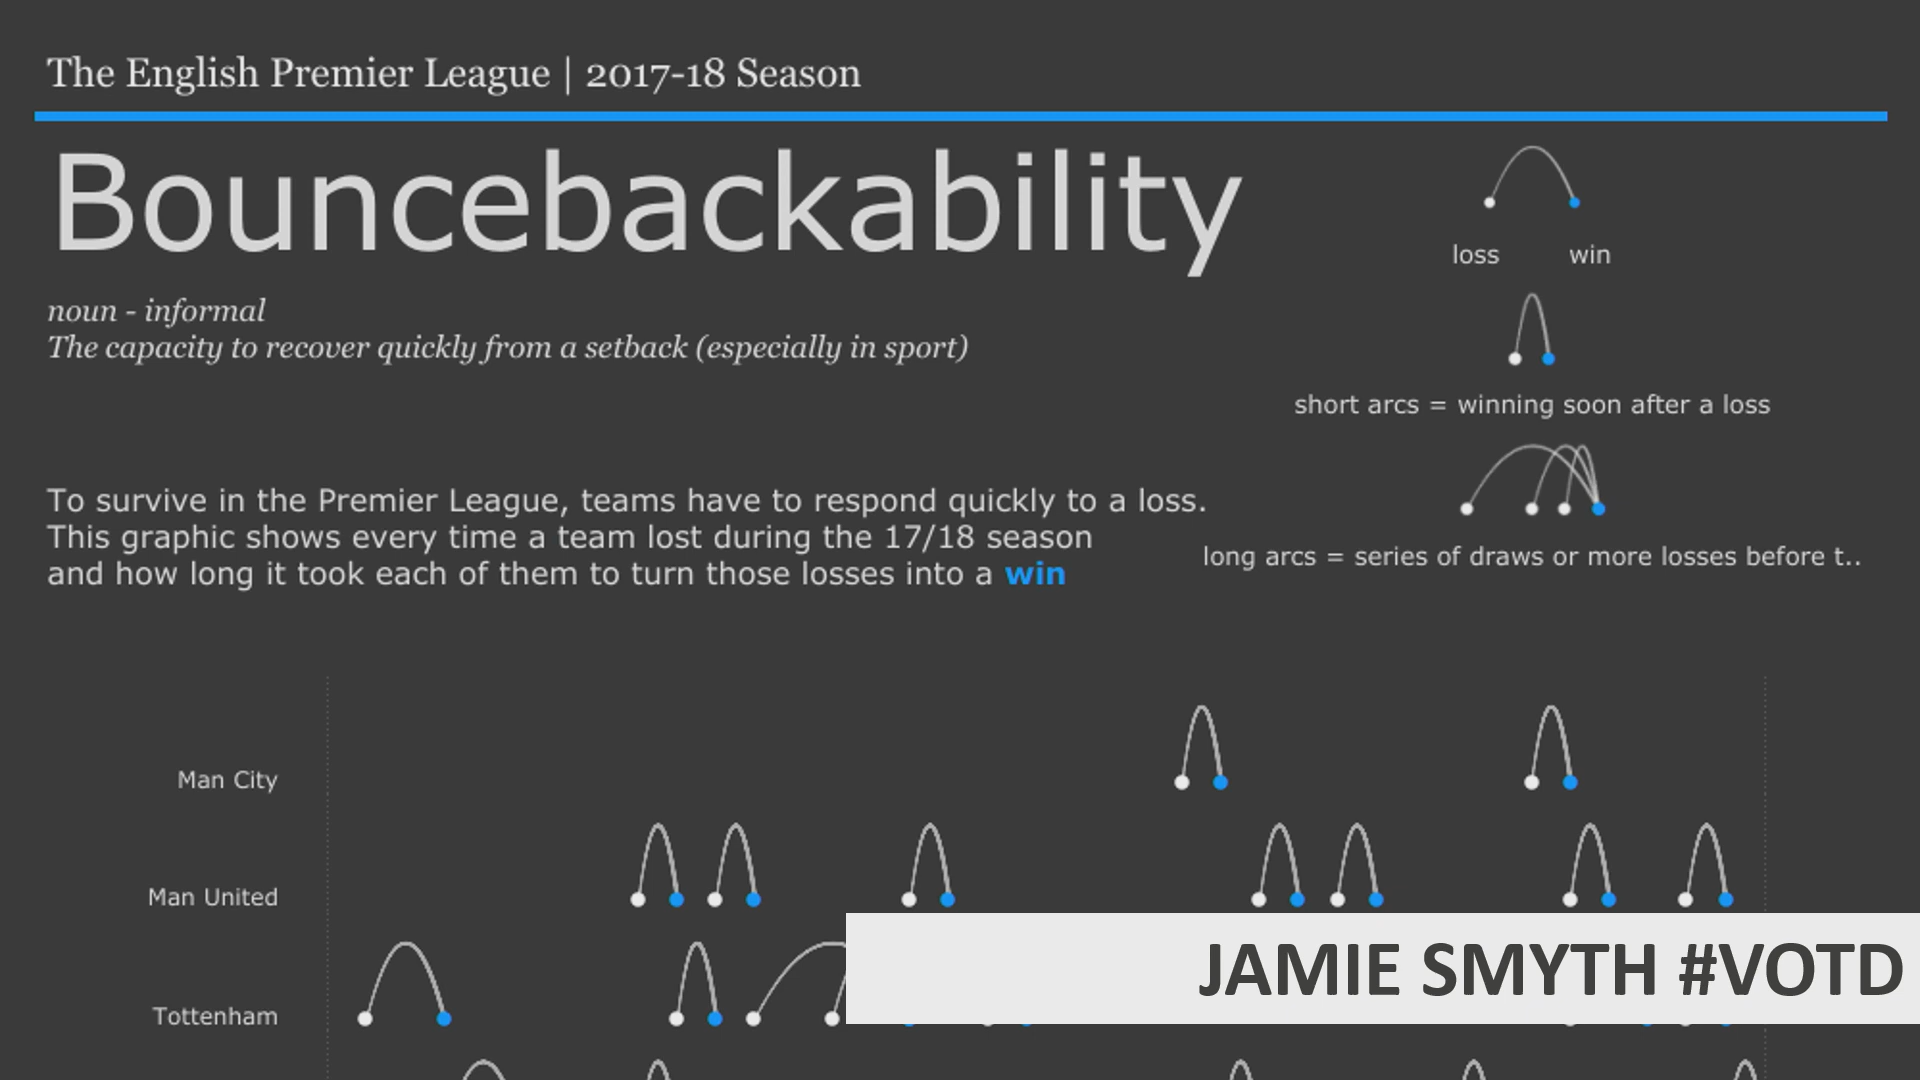 The English Premier League | 2017-18 Season
Bouncebackability
noun - informal
The capacity to recover quickly from a setback (especially in sport)
To survive in the Premier League, teams have to respond quickly to a loss.
This graphic shows every time a team lost during the 17/18 season
and how long it took each of them to turn those losses into a win
loss win
short arcs = winning soon after a loss
long arcs = series of draws or more losses before t..
Man City
Man United
Tottenham
JAMIE SMYTH #VOTD